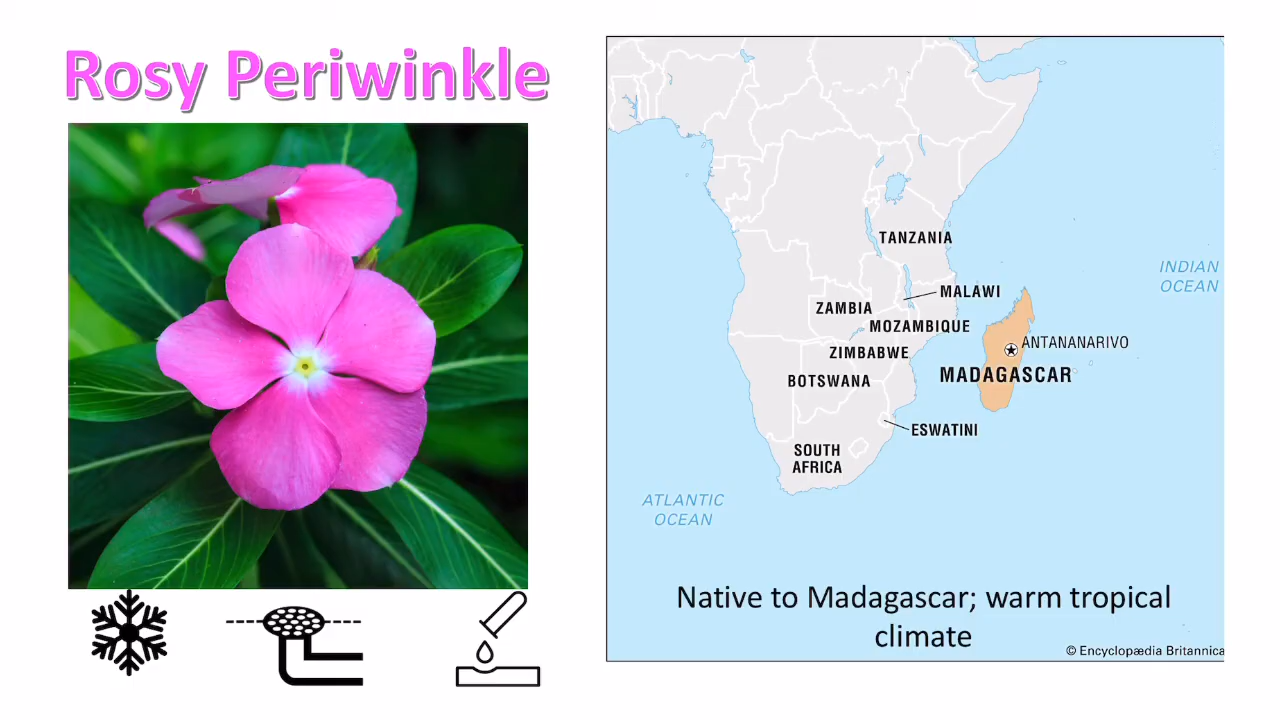 Rosy Periwinkle
TANZANIA
INDIAN
OCEAN
MALAWI
ZAMBIA
MOZAMBIQUE
ANTANANARIVO
ZIMBABWE
MADAGASCAR
BOTSWANA
ESWATINI
SOUTH
AFRICA
ATLANTIC
OCEAN
Native to Madagascar; warm tropical
climate
© Encyclopædia Britannica